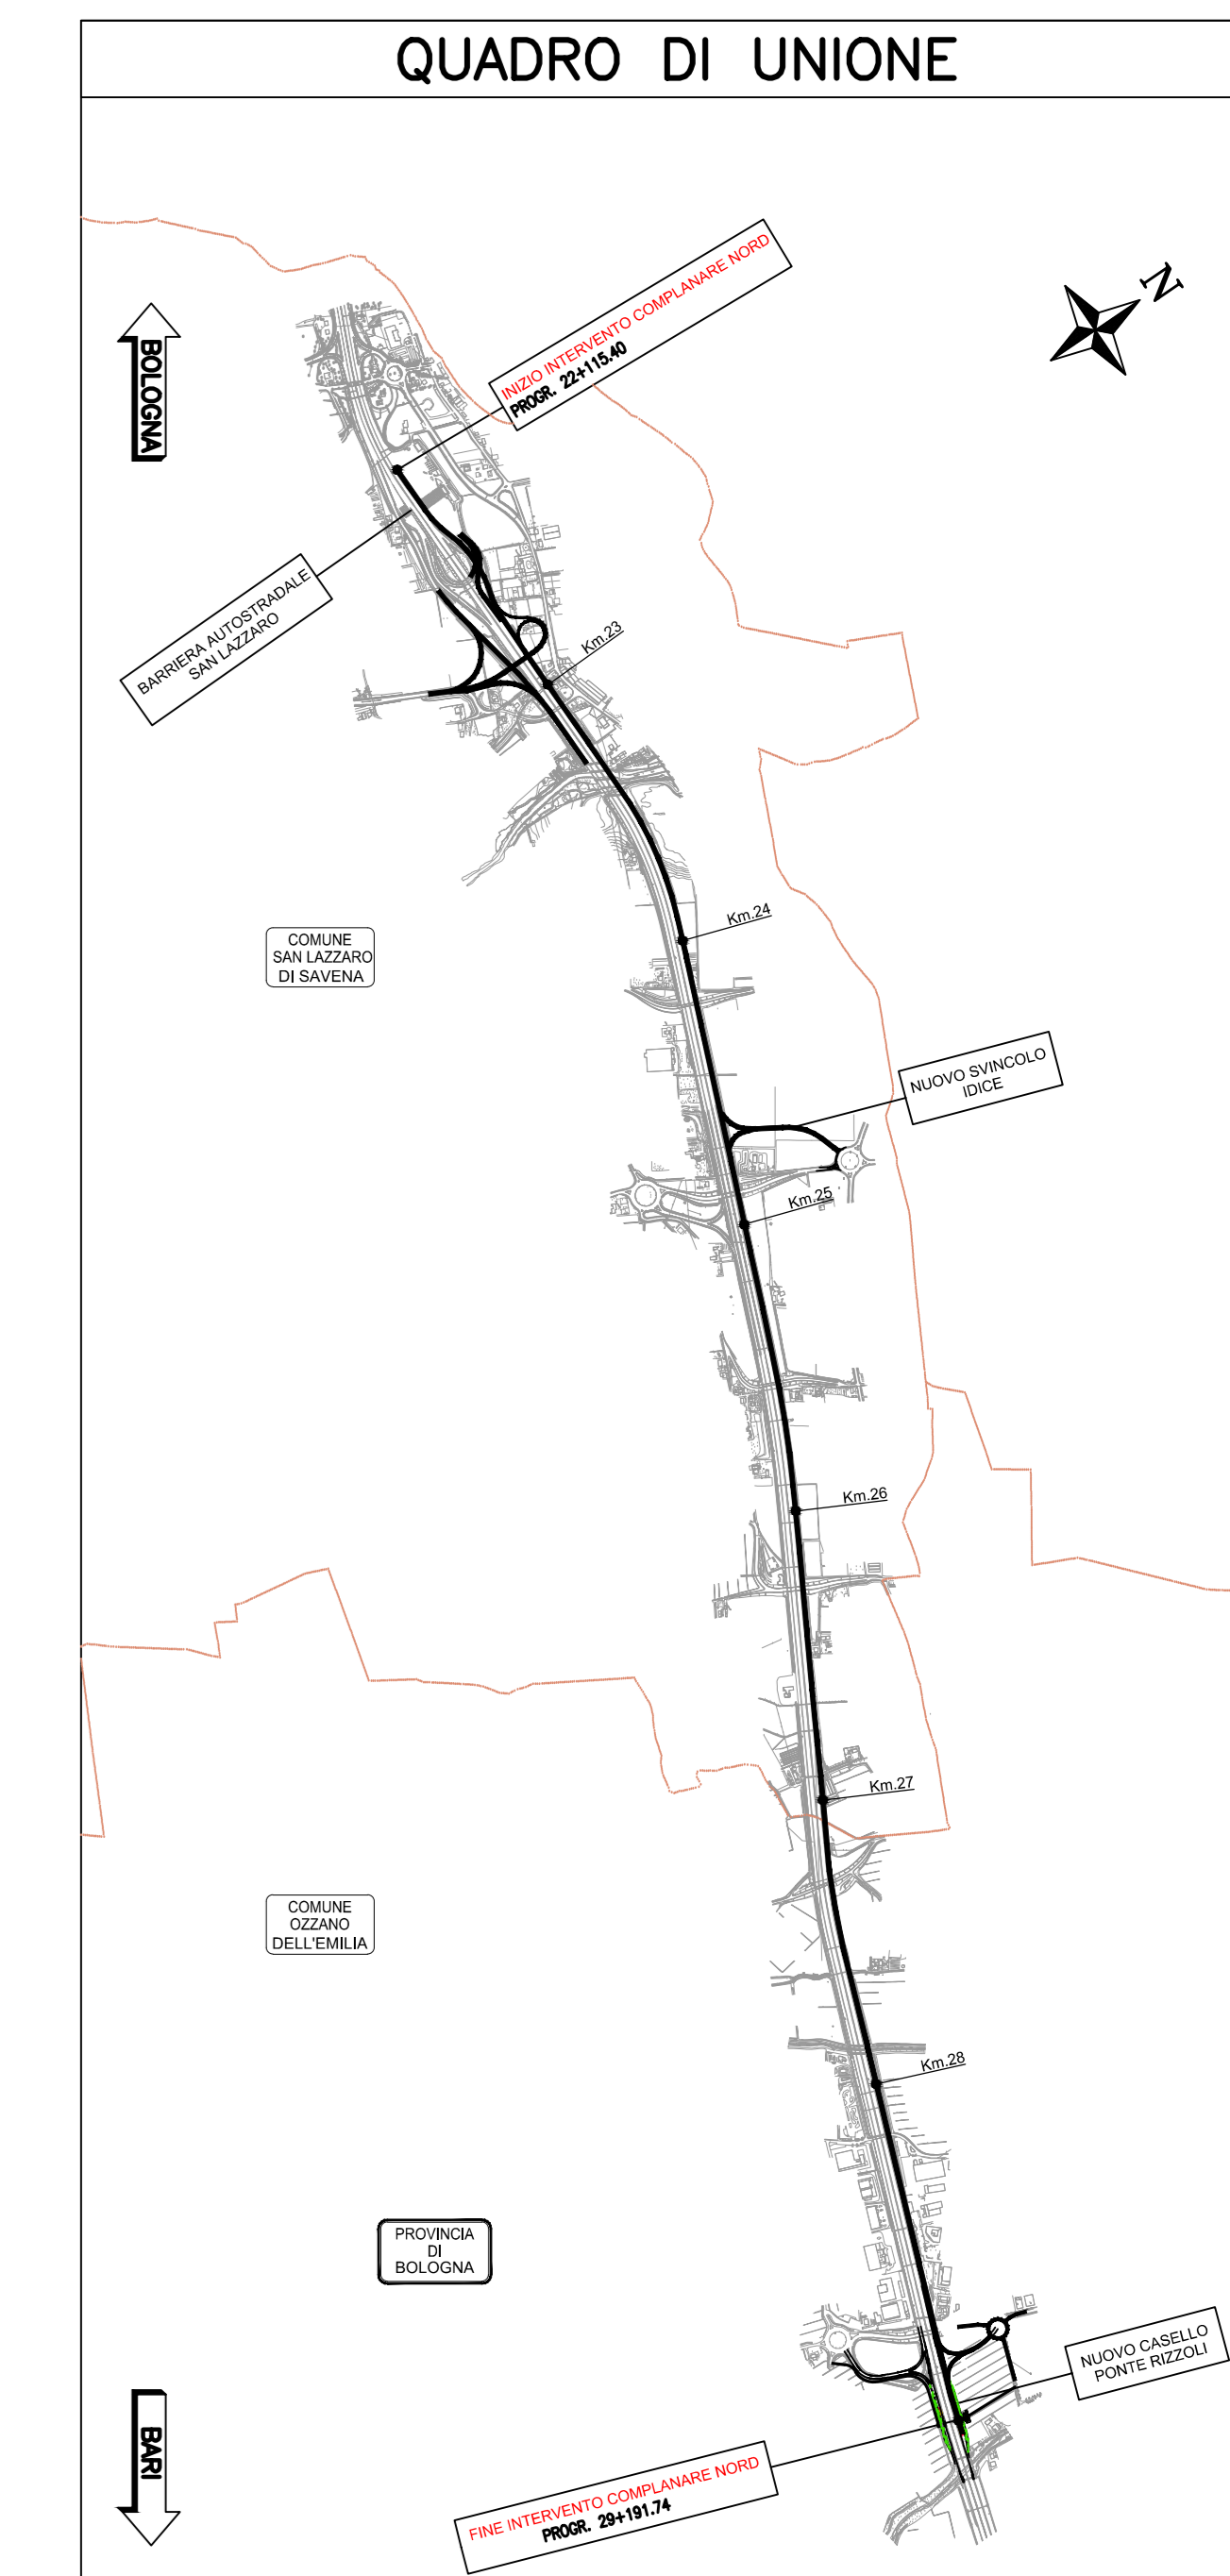 QUADRO DI UNIONE
INIZIO INTERVENTO COMPLANARE NORD
PROGR. 22+115.40
N
BOLOGNA
BARRIERA AUTOSTRADALE
SAN LAZZARO
Km.23
Km.24
COMUNE
SAN LAZZARO
DI SAVENA
NUOVO SVINCOLO
IDICE
Km.25
Km.26
Km.27
COMUNE
OZZANO
DELL'EMILIA
Km.28
PROVINCIA
DI
BOLOGNA
NUOVO CASELLO
PONTE RIZZOLI
BARI
FINE INTERVENTO COMPLANARE NORD
PROGR. 29+191.74